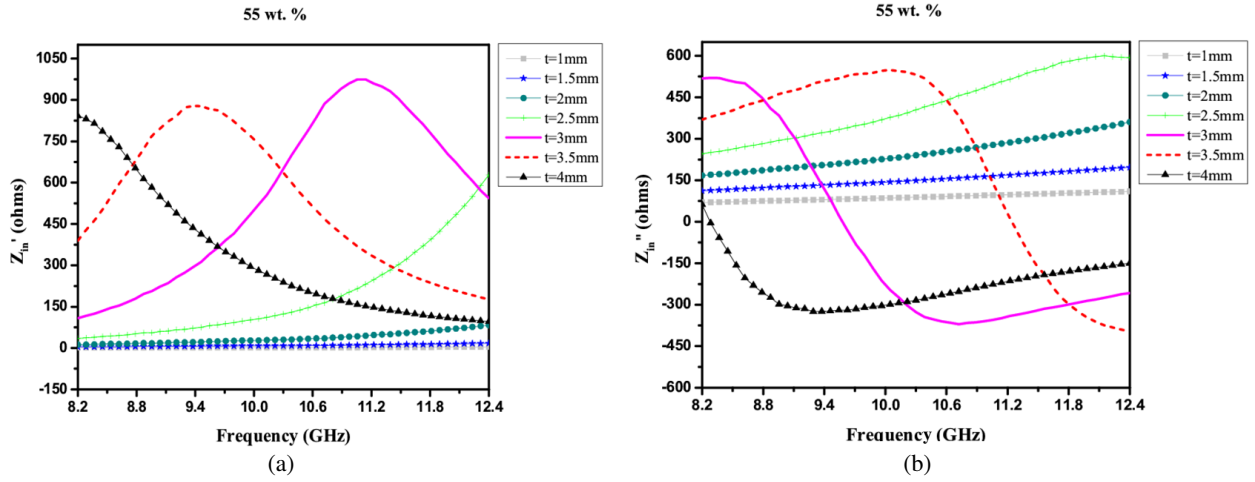 55 wt. %
1050
900
750
600
450
300
150
0
-150
Z_in' (ohms)
8.2 8.8 9.4 10.0 10.6 11.2 11.8 12.4
Frequency (GHz)
t=1mm
t=1.5mm
t=2mm
t=2.5mm
t=3mm
t=3.5mm
t=4mm
(a)
55 wt. %
600
450
300
150
0
-150
-300
-450
-600
Z_in" (ohms)
8.2 8.8 9.4 10.0 10.6 11.2 11.8 12.4
Frequency (GHz)
t=1mm
t=1.5mm
t=2mm
t=2.5mm
t=3mm
t=3.5mm
t=4mm
(b)